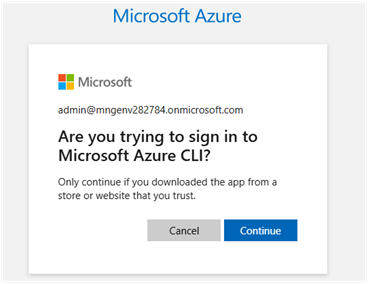 Microsoft Azure
Microsoft
admin@mngenv282784.onmicrosoft.com
Are you trying to sign in to
Microsoft Azure CLI?
Only continue if you downloaded the app from a
store or website that you trust.
Cancel Continue